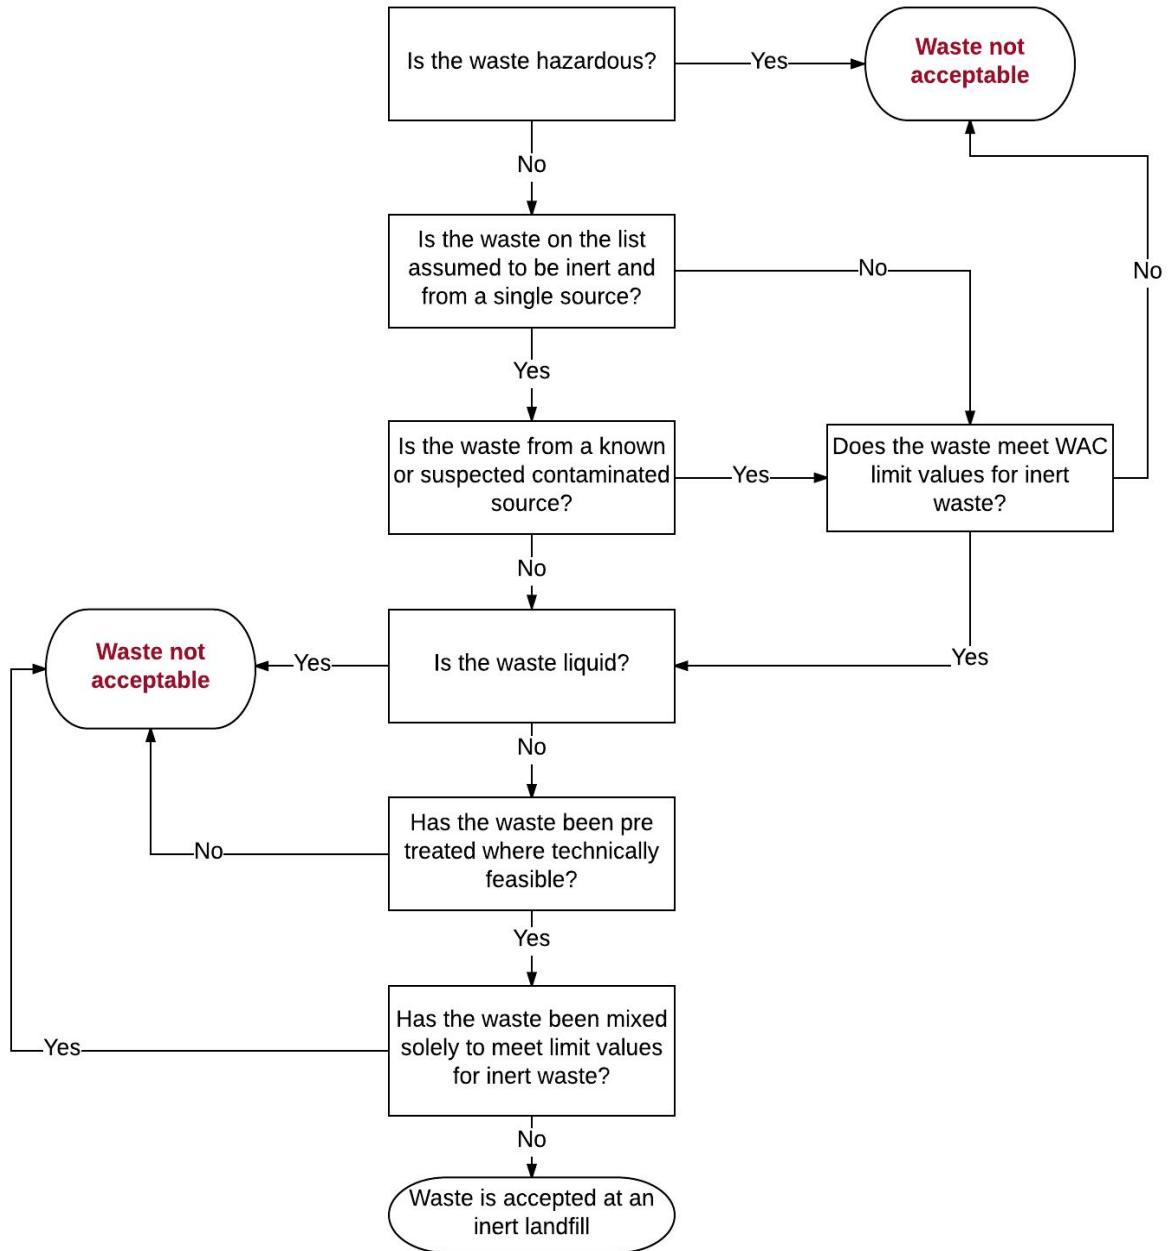 Is the waste hazardous?
Yes
Waste not
acceptable
No
Is the waste on the list
assumed to be inert and
from a single source?
No
No
Yes
Is the waste from a known
or suspected contaminated
source?
Yes
Does the waste meet WAC
limit values for inert
waste?
No
Waste not
acceptable
Yes
Is the waste liquid?
Yes
No
Has the waste been pre
treated where technically
feasible?
No
Yes
Has the waste been mixed
solely to meet limit values
for inert waste?
Yes
No
Waste is accepted at an
inert landfill